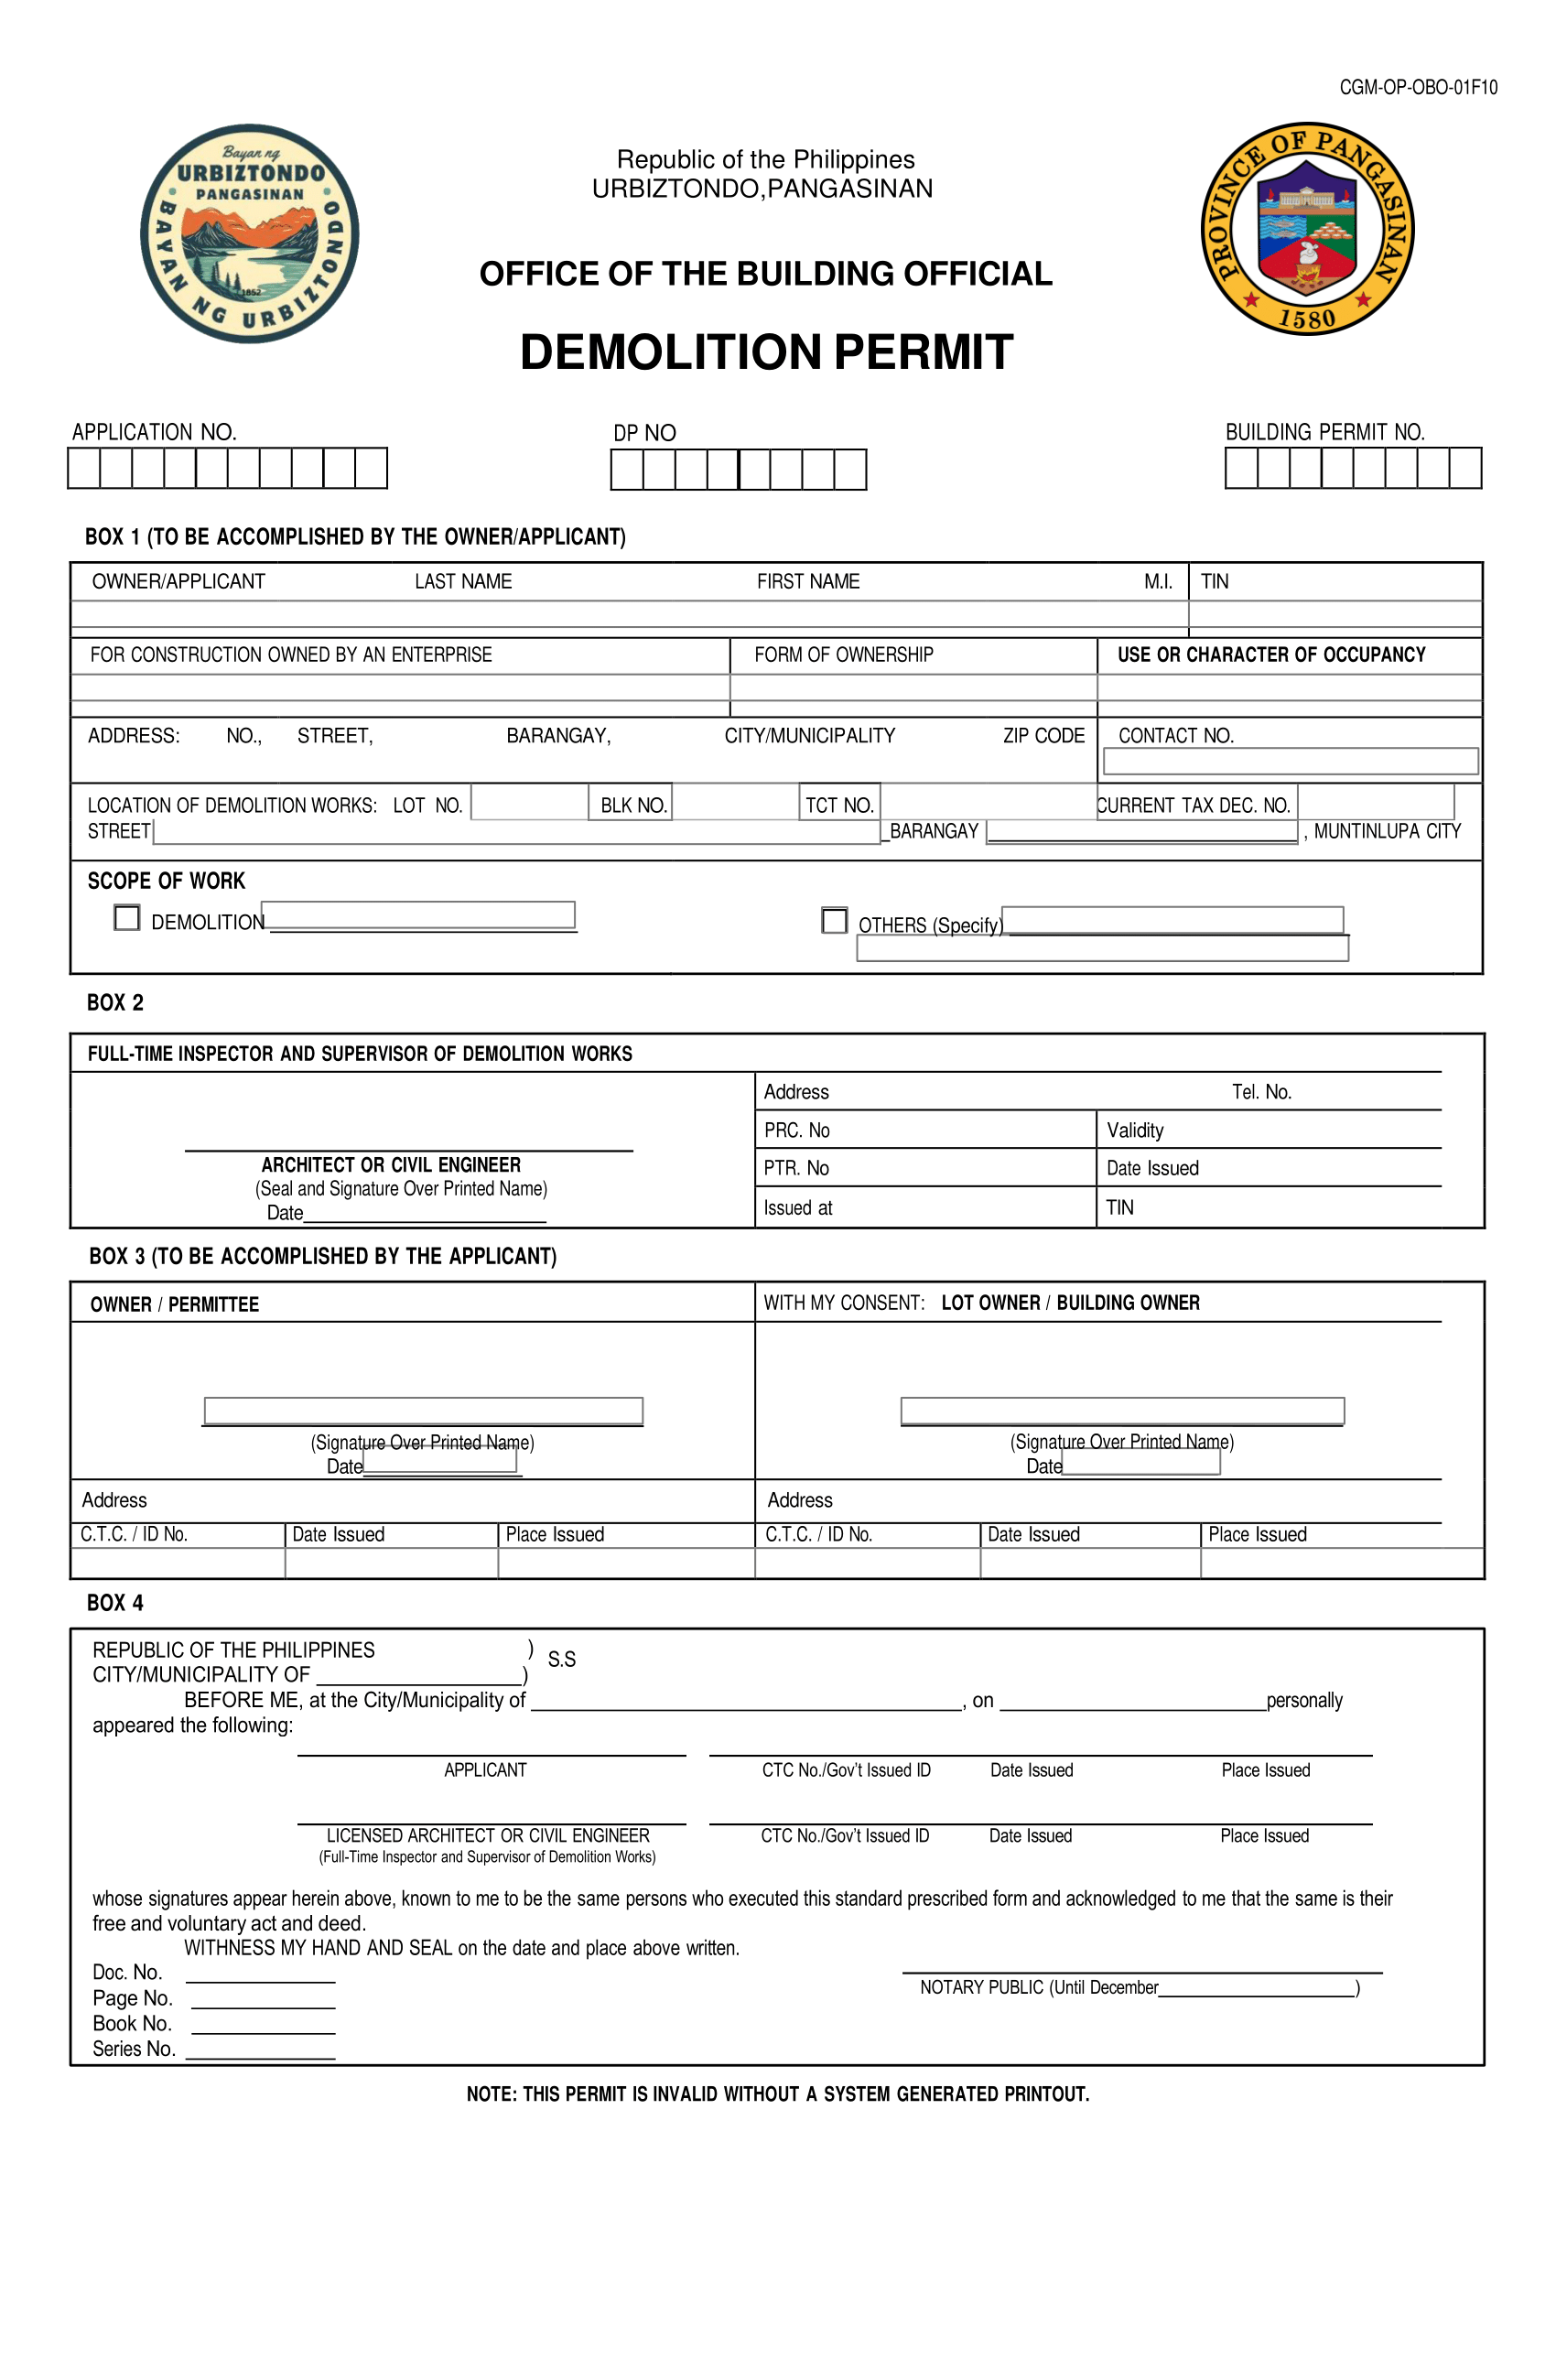 CGM-OP-OBO-01F10
Bayan ng
URBIZTONDO
PANGASINAN
BAYAN NG URBIZTONDO
1852
Republic of the Philippines
URBIZTONDO,PANGASINAN
PROVINCE OF PANGASINAN
1580
OFFICE OF THE BUILDING OFFICIAL
DEMOLITION PERMIT
APPLICATION NO. DP NO BUILDING PERMIT NO.
BOX 1 (TO BE ACCOMPLISHED BY THE OWNER/APPLICANT)
OWNER/APPLICANT LAST NAME FIRST NAME M.I. TIN
FOR CONSTRUCTION OWNED BY AN ENTERPRISE FORM OF OWNERSHIP USE OR CHARACTER OF OCCUPANCY
ADDRESS: NO., STREET, BARANGAY, CITY/MUNICIPALITY ZIP CODE CONTACT NO.
LOCATION OF DEMOLITION WORKS: LOT NO. BLK NO. TCT NO. CURRENT TAX DEC. NO.
STREET _BARANGAY , MUNTINLUPA CITY
SCOPE OF WORK
DEMOLITION OTHERS (Specify)
BOX 2
FULL-TIME INSPECTOR AND SUPERVISOR OF DEMOLITION WORKS
Address Tel. No.
PRC. No Validity
ARCHITECT OR CIVIL ENGINEER
PTR. No Date Issued
(Seal and Signature Over Printed Name)
Date
Issued at TIN
BOX 3 (TO BE ACCOMPLISHED BY THE APPLICANT)
OWNER / PERMITTEE WITH MY CONSENT: LOT OWNER / BUILDING OWNER
(Signature Over Printed Name) (Signature Over Printed Name)
Date Date
Address Address
C.T.C. / ID No. Date Issued Place Issued C.T.C. / ID No. Date Issued Place Issued
BOX 4
REPUBLIC OF THE PHILIPPINES ) S.S
CITY/MUNICIPALITY OF ____________)
BEFORE ME, at the City/Municipality of ____________, on ____________personally
appeared the following:
APPLICANT CTC No./Gov't Issued ID Date Issued Place Issued
LICENSED ARCHITECT OR CIVIL ENGINEER CTC No./Gov't Issued ID Date Issued Place Issued
(Full-Time Inspector and Supervisor of Demolition Works)
whose signatures appear herein above, known to me to be the same persons who executed this standard prescribed form and acknowledged to me that the same is their
free and voluntary act and deed.
WITHNESS MY HAND AND SEAL on the date and place above written.
Doc. No.
NOTARY PUBLIC (Until December____________)
Page No.
Book No.
Series No.
NOTE: THIS PERMIT IS INVALID WITHOUT A SYSTEM GENERATED PRINTOUT.